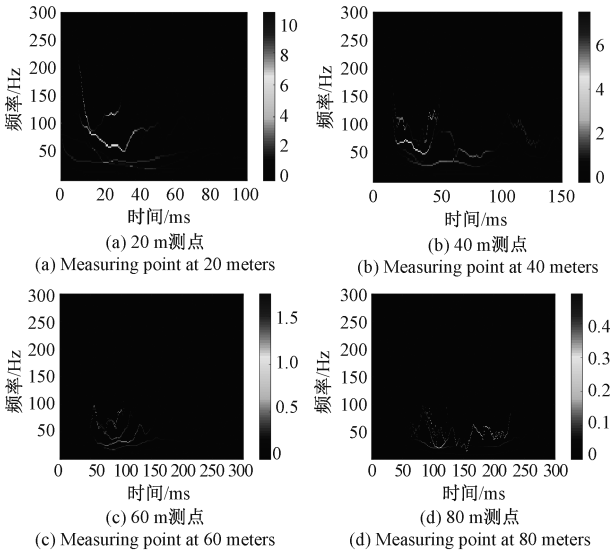 300
250
200
150
100
50
频率/Hz
0 20 40 60 80 100
时间/ms
10
8
6
4
2
0
(a) 20 m测点
(a) Measuring point at 20 meters
300
250
200
150
100
50
频率/Hz
0 50 100 150
时间/ms
6
4
2
0
(b) 40 m测点
(b) Measuring point at 40 meters
300
250
200
150
100
50
频率/Hz
0 50 100 150 200 250 300
时间/ms
1.5
1.0
0.5
0
(c) 60 m测点
(c) Measuring point at 60 meters
300
250
200
150
100
50
频率/Hz
0 50 100 150 200 250 300
时间/ms
0.4
0.3
0.2
0.1
0
(d) 80 m测点
(d) Measuring point at 80 meters